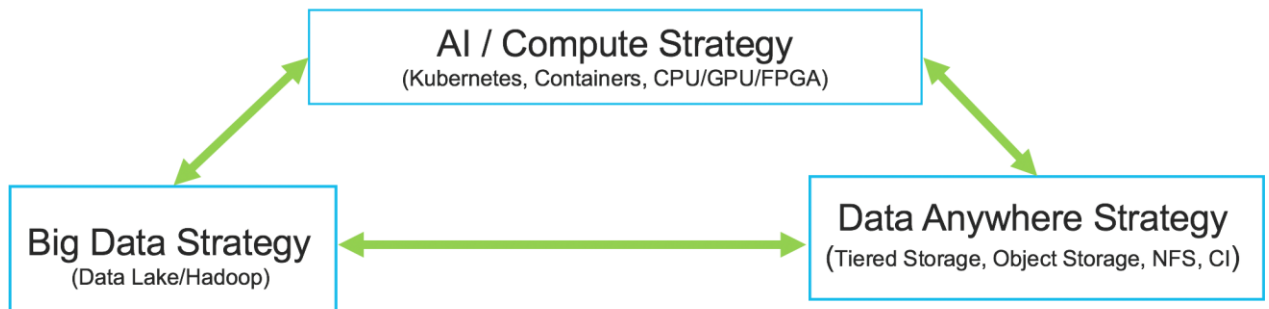 AI / Compute Strategy
(Kubernetes, Containers, CPU/GPU/FPGA)
Big Data Strategy
(Data Lake/Hadoop)
Data Anywhere Strategy
(Tiered Storage, Object Storage, NFS, CI)